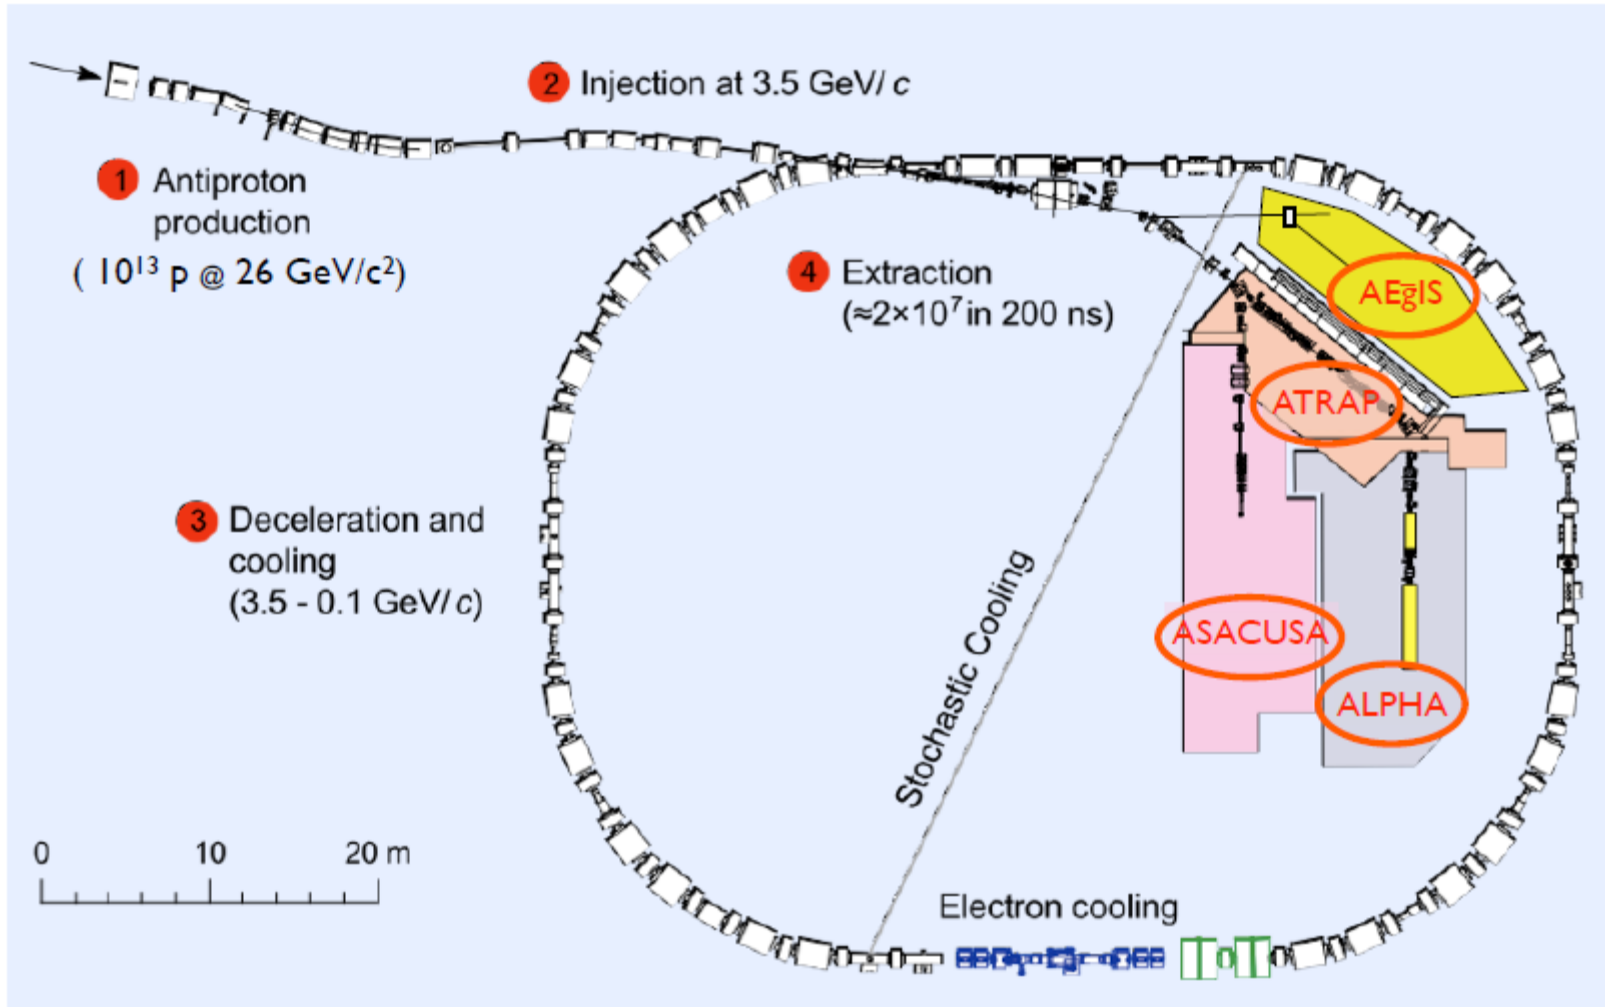 2 Injection at 3.5 GeV/c
1 Antiproton
production
( 10¹³ p @ 26 GeV/c²)
4 Extraction
(≈2×10⁷ in 200 ns)
AEḡIS
ATRAP
3 Deceleration and
cooling
(3.5 - 0.1 GeV/c)
Stochastic Cooling
ASACUSA
ALPHA
0 10 20 m
Electron cooling